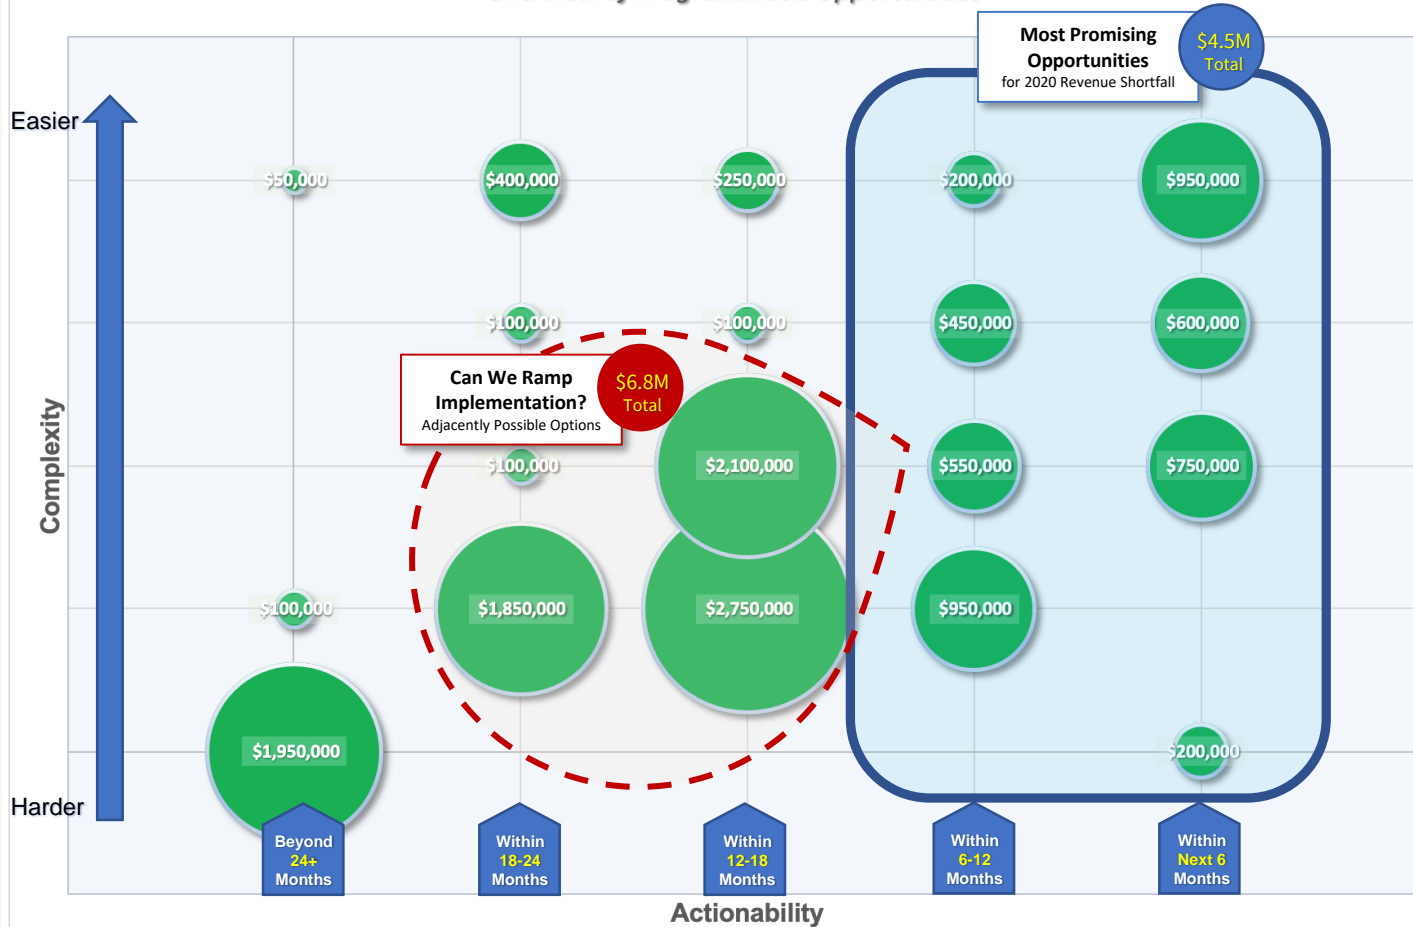 Most Promising
Opportunities
for 2020 Revenue Shortfall
$4.5M
Total
Easier
$50,000
$400,000
$250,000
$200,000
$950,000
$100,000
$100,000
$450,000
$600,000
Can We Ramp
Implementation?
Adjacently Possible Options
$6.8M
Total
Complexity
$100,000
$2,100,000
$550,000
$750,000
$100,000
$1,850,000
$2,750,000
$950,000
$1,950,000
$200,000
Harder
Beyond
24+
Months
Within
18-24
Months
Within
12-18
Months
Within
6-12
Months
Within
Next 6
Months
Actionability